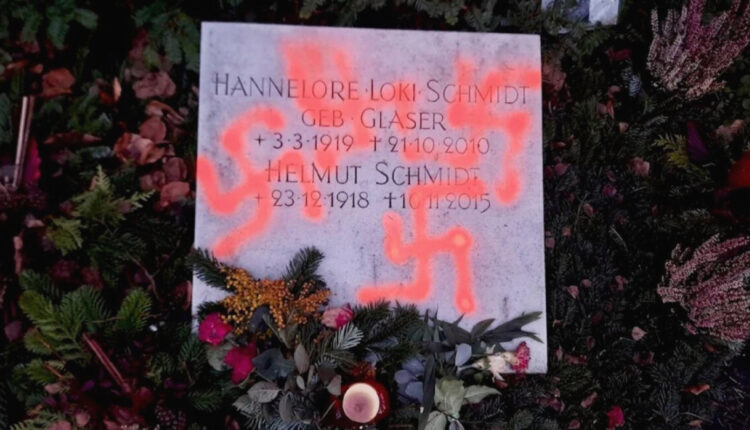 HANNELORE·LOKI·SCHMIDT
GEB·GLASER
+3·3·1919 ✝21·10·2010
HELMUT SCHMIDT
+23·12·1918 ✝10·11·2015